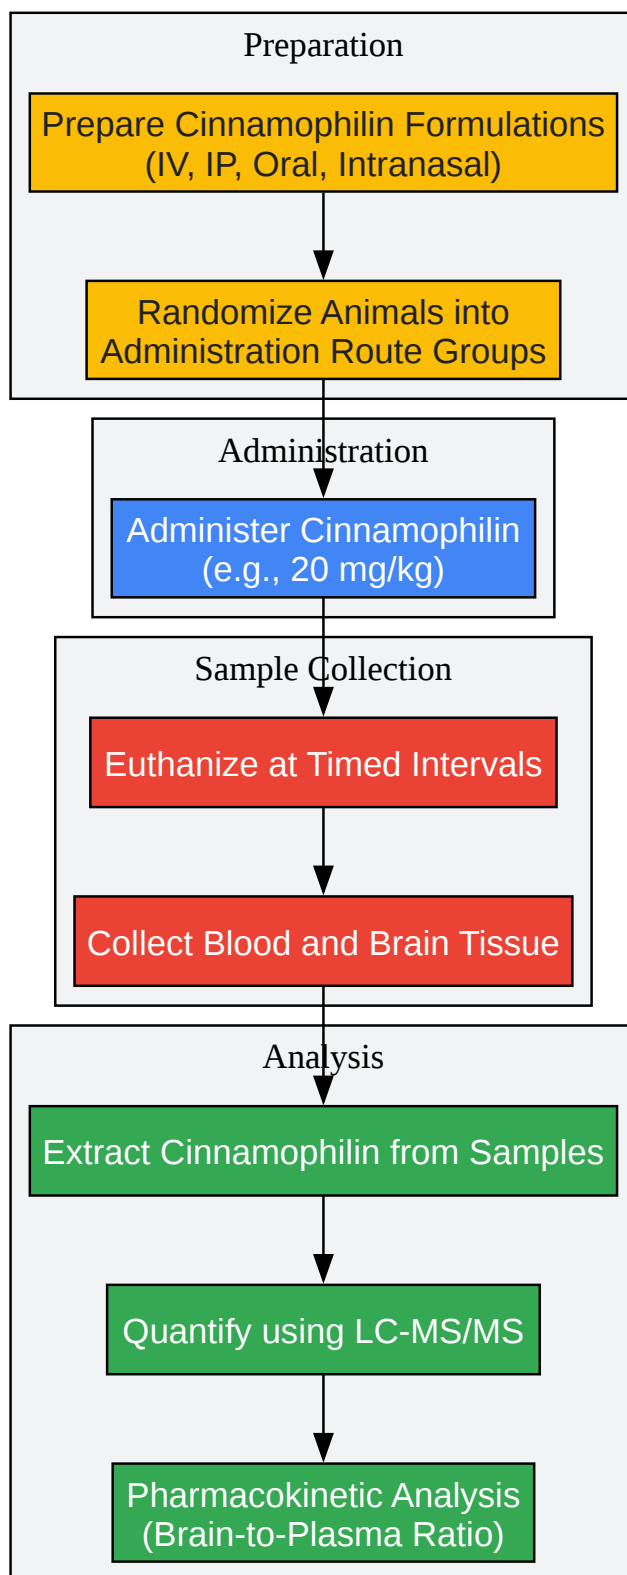 Preparation
Prepare Cinnamophilin Formulations
(IV, IP, Oral, Intranasal)
Randomize Animals into
Administration Route Groups
Administration
Administer Cinnamophilin
(e.g., 20 mg/kg)
Sample Collection
Euthanize at Timed Intervals
Collect Blood and Brain Tissue
Analysis
Extract Cinnamophilin from Samples
Quantify using LC-MS/MS
Pharmacokinetic Analysis
(Brain-to-Plasma Ratio)